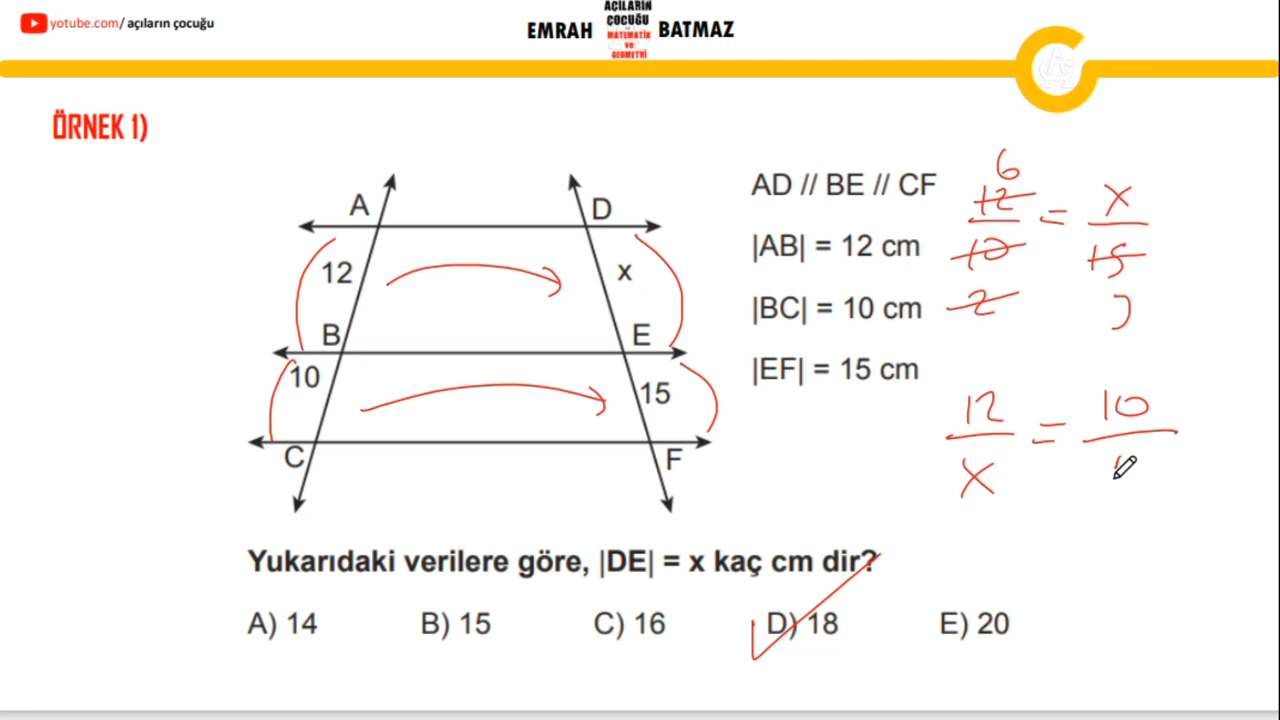 yotube.com/ açıların çocuğu
EMRAH
AÇILARIN
ÇOCUĞU
MATEMATİK
ve
GEOMETRİ
BATMAZ
ÖRNEK 1)
A
D
12
x
B
E
10
15
C
F
AD // BE // CF
|AB| = 12 cm
|BC| = 10 cm
|EF| = 15 cm
6
12 = x
10 15
2
12 = 10
x
Yukarıdaki verilere göre, |DE| = x kaç cm dir?
A) 14 B) 15 C) 16 D) 18 E) 20